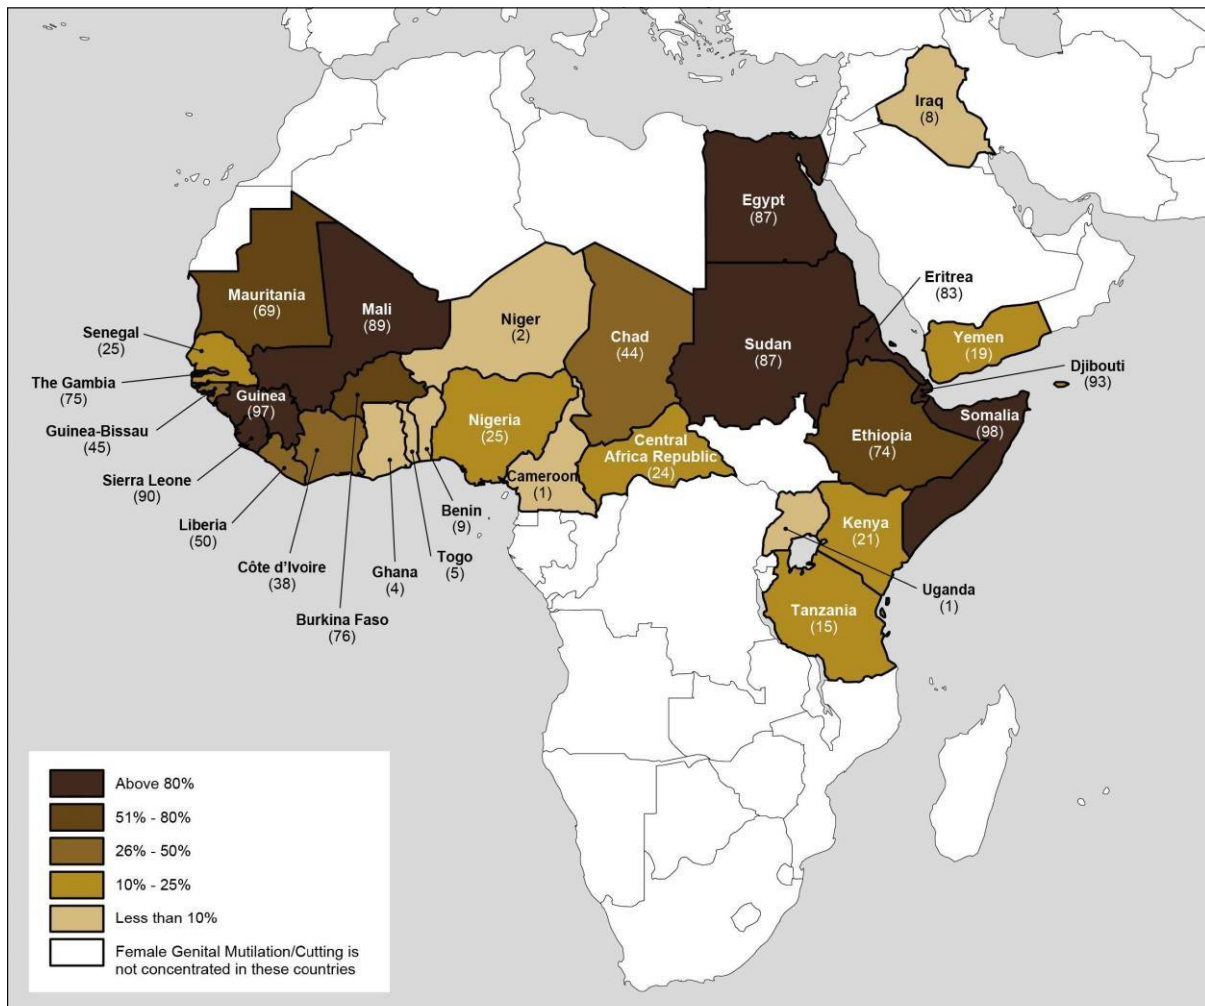 Iraq
(8)
Egypt
(87)
Eritrea
(83)
Mauritania
(69)
Mali
(89)
Niger
(2)
Chad
(44)
Sudan
(87)
Yemen
(19)
Senegal
(25)
Djibouti
(93)
The Gambia
(75)
Guinea
(97)
Somalia
(98)
Guinea-Bissau
(45)
Nigeria
(25)
Central
Africa Republic
(24)
Ethiopia
(74)
Sierra Leone
(90)
Cameroon
(1)
Benin
(9)
Kenya
(21)
Liberia
(50)
Togo
(5)
Côte d’Ivoire
(38)
Ghana
(4)
Uganda
(1)
Burkina Faso
(76)
Tanzania
(15)
Above 80%
51% - 80%
26% - 50%
10% - 25%
Less than 10%
Female Genital Mutilation/Cutting is
not concentrated in these countries